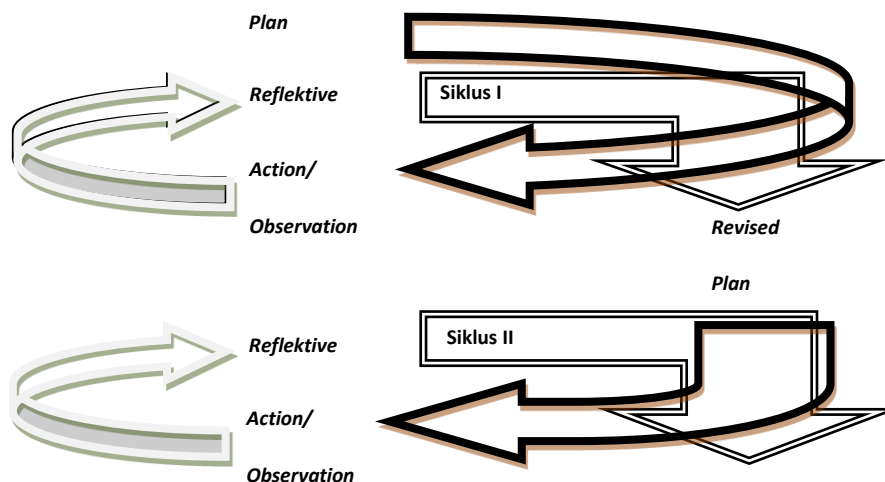 Plan
Reflektive
Siklus I
Action/
Observation
Revised
Plan
Reflektive
Siklus II
Action/
Observation